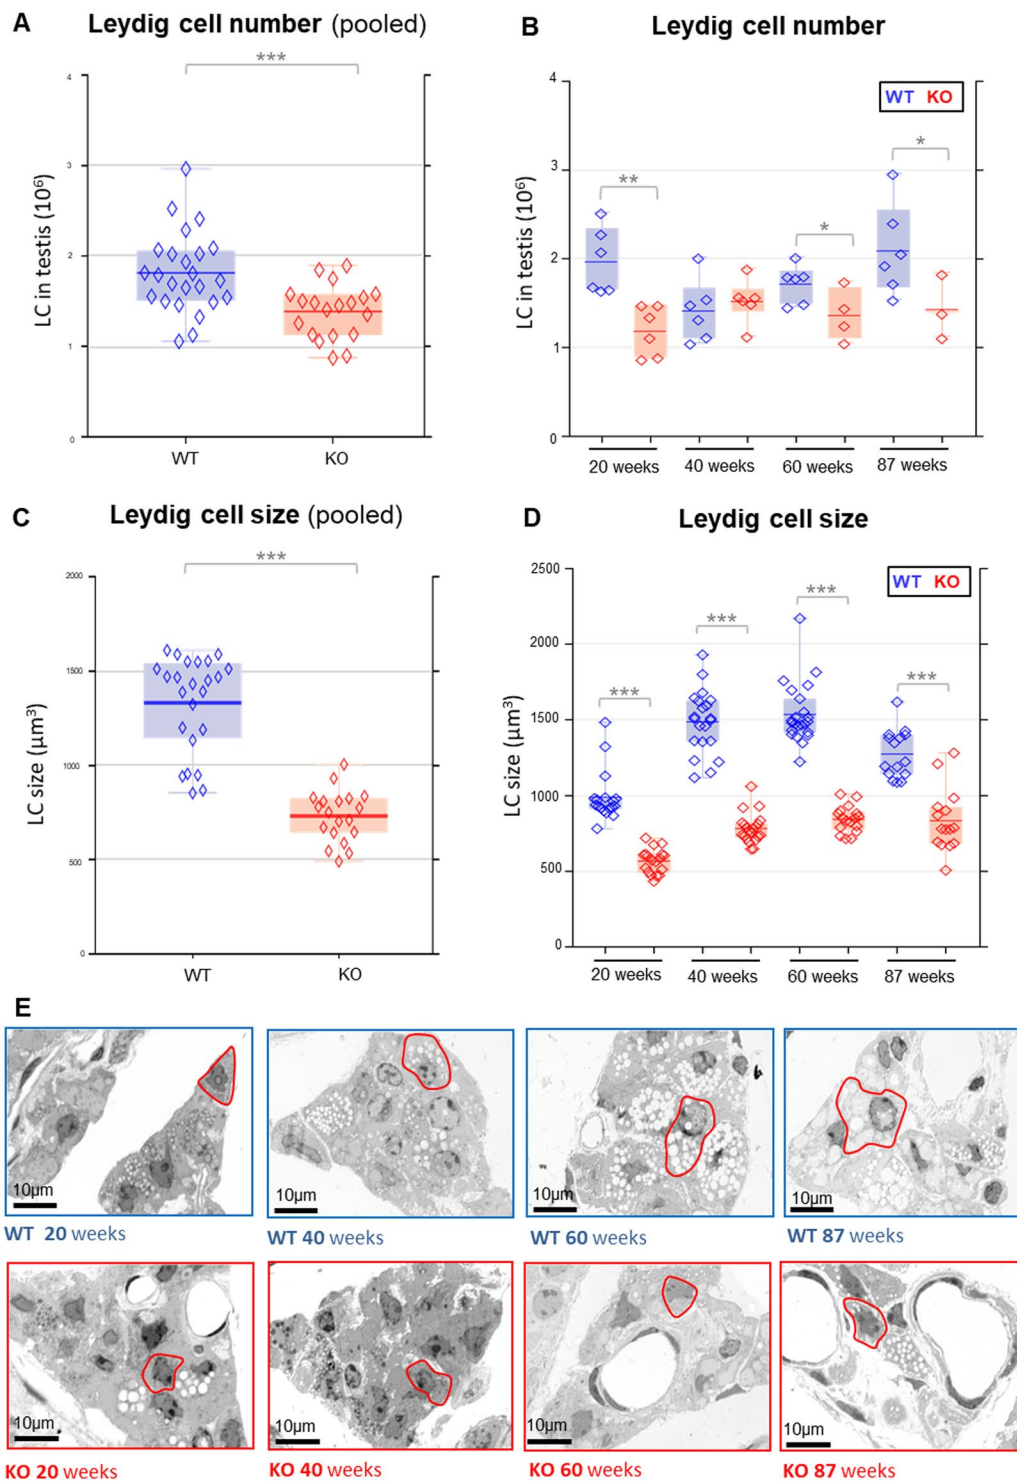 A
Leydig cell number (pooled)
***
4
3
2
1
0
LC in testis (10⁶)
WT
KO
B
Leydig cell number
4
3
2
1
0
LC in testis (10⁶)
WT KO
**
*
*
20 weeks
40 weeks
60 weeks
87 weeks
C
Leydig cell size (pooled)
***
2000
1500
1000
500
0
LC size (µm³)
WT
KO
D
Leydig cell size
2500
2000
1500
1000
500
0
LC size (µm³)
WT KO
***
***
***
***
20 weeks
40 weeks
60 weeks
87 weeks
E
10µm
10µm
10µm
10µm
WT 20 weeks
WT 40 weeks
WT 60 weeks
WT 87 weeks
10µm
10µm
10µm
10µm
KO 20 weeks
KO 40 weeks
KO 60 weeks
KO 87 weeks